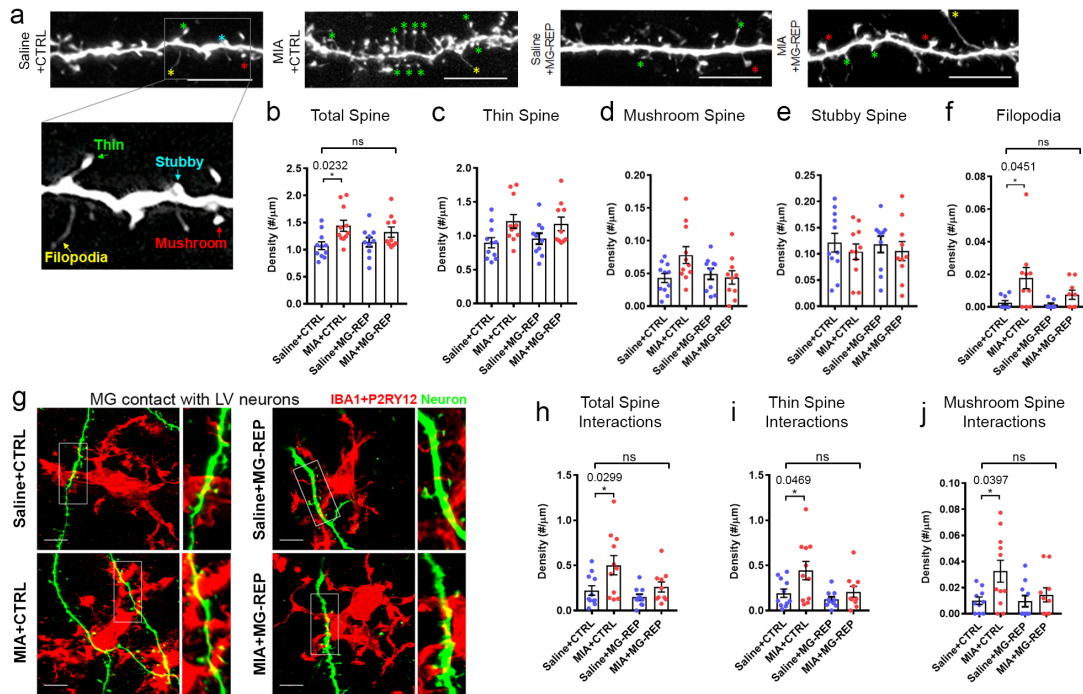 a
Saline
+CTRL
MIA
+CTRL
Saline
+MG-REP
MIA
+MG-REP
Thin
Stubby
Mushroom
Filopodia
b
Total Spine
Density (#/µm)
2.5
2.0
1.5
1.0
0.5
0.0
0.0232
*
ns
Saline+CTRL
MIA+CTRL
Saline+MG-REP
MIA+MG-REP
c
Thin Spine
Density (#/µm)
2.0
1.5
1.0
0.5
0.0
Saline+CTRL
MIA+CTRL
Saline+MG-REP
MIA+MG-REP
d
Mushroom Spine
Density (#/µm)
0.20
0.15
0.10
0.05
0.00
Saline+CTRL
MIA+CTRL
Saline+MG-REP
MIA+MG-REP
e
Stubby Spine
Density (#/µm)
0.25
0.20
0.15
0.10
0.05
0.00
Saline+CTRL
MIA+CTRL
Saline+MG-REP
MIA+MG-REP
f
Filopodia
Density (#/µm)
0.08
0.06
0.04
0.02
0.00
ns
0.0451
*
Saline+CTRL
MIA+CTRL
Saline+MG-REP
MIA+MG-REP
g
MG contact with LV neurons
IBA1+P2RY12 Neuron
Saline+CTRL
Saline+MG-REP
MIA+CTRL
MIA+MG-REP
h
Total Spine
Interactions
Density (#/µm)
1.5
1.0
0.5
0.0
ns
0.0299
*
Saline+CTRL
MIA+CTRL
Saline+MG-REP
MIA+MG-REP
i
Thin Spine
Interactions
Density (#/µm)
1.5
1.0
0.5
0.0
ns
0.0469
*
Saline+CTRL
MIA+CTRL
Saline+MG-REP
MIA+MG-REP
j
Mushroom Spine
Interactions
Density (#/µm)
0.10
0.08
0.06
0.04
0.02
0.00
ns
0.0397
*
Saline+CTRL
MIA+CTRL
Saline+MG-REP
MIA+MG-REP